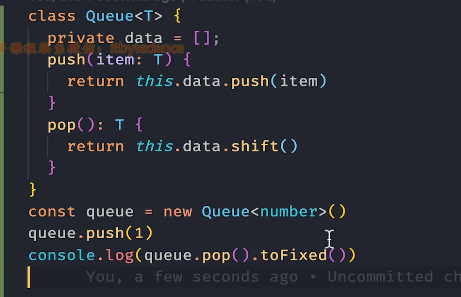 class Queue<T> {
private data = [];
push(item: T) {
return this.data.push(item)
}
pop(): T {
return this.data.shift()
}
}
const queue = new Queue<number>()
queue.push(1)
console.log(queue.pop().toFixed())
You, a few seconds ago • Uncommitted ch